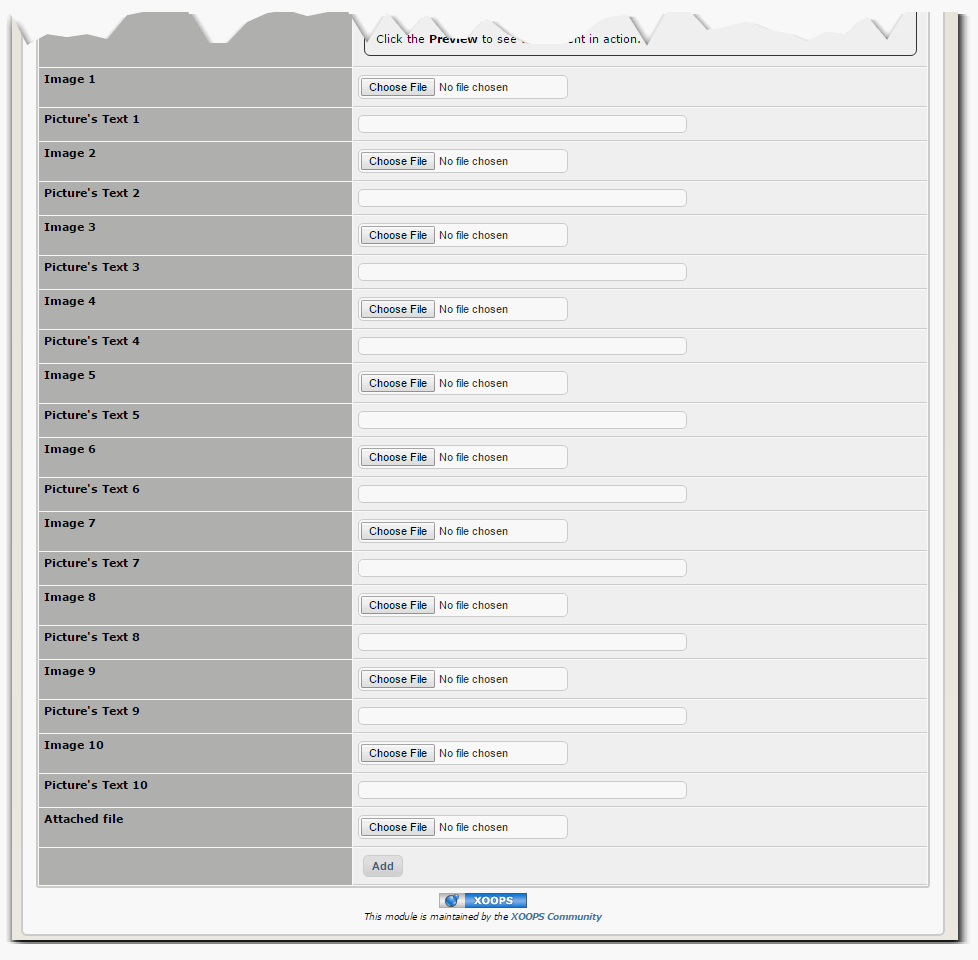 Click the Preview to see in action.
Image 1
Choose File No file chosen
Picture's Text 1
Image 2
Choose File No file chosen
Picture's Text 2
Image 3
Choose File No file chosen
Picture's Text 3
Image 4
Choose File No file chosen
Picture's Text 4
Image 5
Choose File No file chosen
Picture's Text 5
Image 6
Choose File No file chosen
Picture's Text 6
Image 7
Choose File No file chosen
Picture's Text 7
Image 8
Choose File No file chosen
Picture's Text 8
Image 9
Choose File No file chosen
Picture's Text 9
Image 10
Choose File No file chosen
Picture's Text 10
Attached file
Choose File No file chosen
Add
XOOPS
This module is maintained by the XOOPS Community